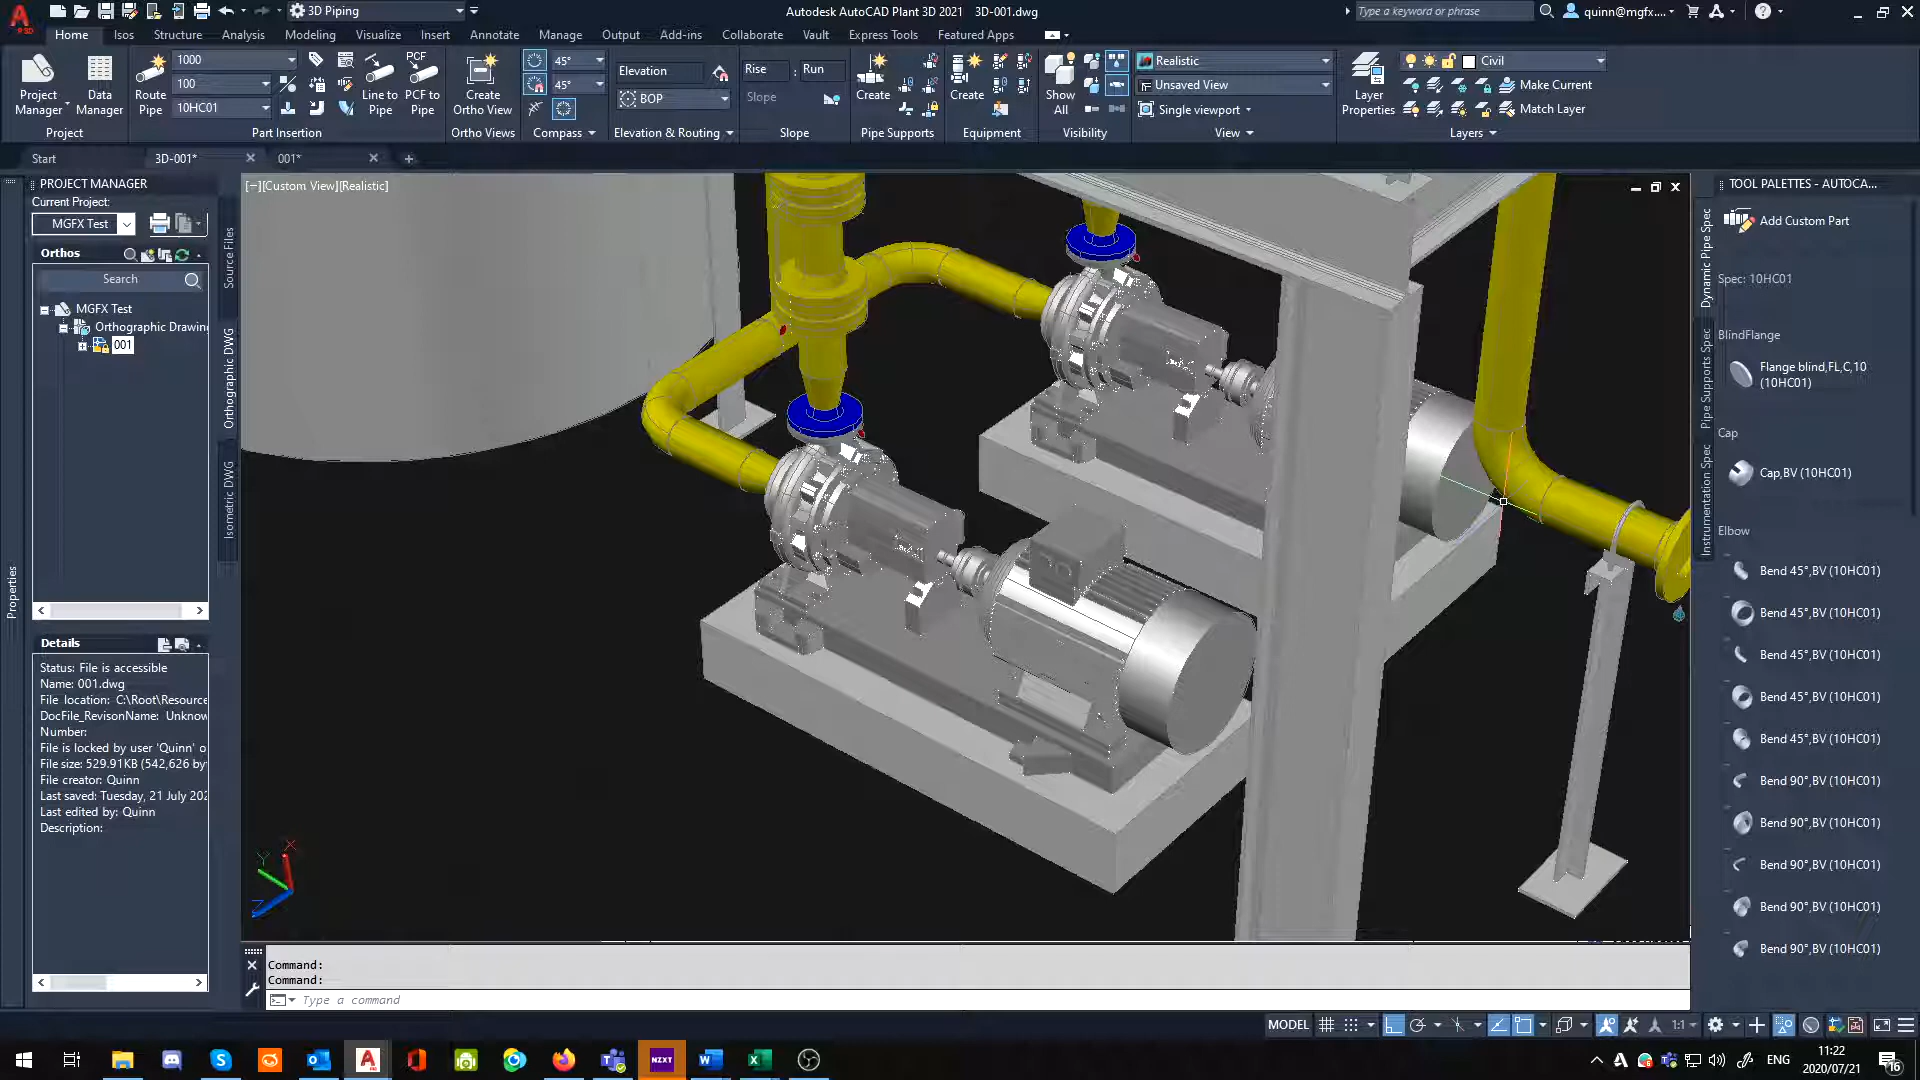 3D Piping
Autodesk AutoCAD Plant 3D 2021 3D-001.dwg
Type a keyword or phrase
quinn@mgfx....
Home Isos Structure Analysis Modeling Visualize Insert Annotate Manage Output Add-ins Collaborate Vault Express Tools Featured Apps
Project Manager
Data Manager
Project
Route Pipe
1000
100
10HC01
Line to Pipe
PCF
PCF to Pipe
Part Insertion
Create Ortho View
Ortho Views
45°
45°
Compass
Elevation
BOP
Elevation & Routing
Rise : Run
Slope
Slope
Create
Pipe Supports
Create
Equipment
Show All
Visibility
Realistic
Unsaved View
Single viewport
View
Layer Properties
Civil
Make Current
Match Layer
Layers
Start 3D-001* 001*
PROJECT MANAGER
Current Project:
MGFX Test
Orthos
Search
MGFX Test
Orthographic Drawin
001
Source Files
Orthographic DWG
Isometric DWG
Properties
Details
Status: File is accessible
Name: 001.dwg
File location: C:\Root\Resource
DocFile_RevisonName: Unknow
Number:
File is locked by user 'Quinn' o
File size: 529.91KB (542,626 by
File creator: Quinn
Last saved: Tuesday, 21 July 202
Last edited by: Quinn
Description:
[−][Custom View][Realistic]
X
Y
Z
Command:
Command:
Type a command
TOOL PALETTES - AUTOCA...
Dynamic Pipe Spec
Pipe Supports Spec
Instrumentation Spec
Add Custom Part
Spec: 10HC01
BlindFlange
Flange blind,FL,C,10 (10HC01)
Cap
Cap,BV (10HC01)
Elbow
Bend 45°,BV (10HC01)
Bend 45°,BV (10HC01)
Bend 45°,BV (10HC01)
Bend 45°,BV (10HC01)
Bend 45°,BV (10HC01)
Bend 90°,BV (10HC01)
Bend 90°,BV (10HC01)
Bend 90°,BV (10HC01)
Bend 90°,BV (10HC01)
Bend 90°,BV (10HC01)
MODEL
1:1
NZXT
ENG
11:22
2020/07/21
16